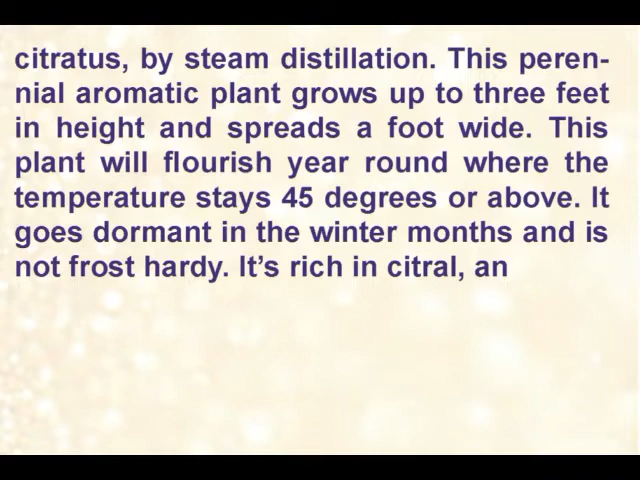 citratus, by steam distillation. This peren-
nial aromatic plant grows up to three feet
in height and spreads a foot wide. This
plant will flourish year round where the
temperature stays 45 degrees or above. It
goes dormant in the winter months and is
not frost hardy. It’s rich in citral, an